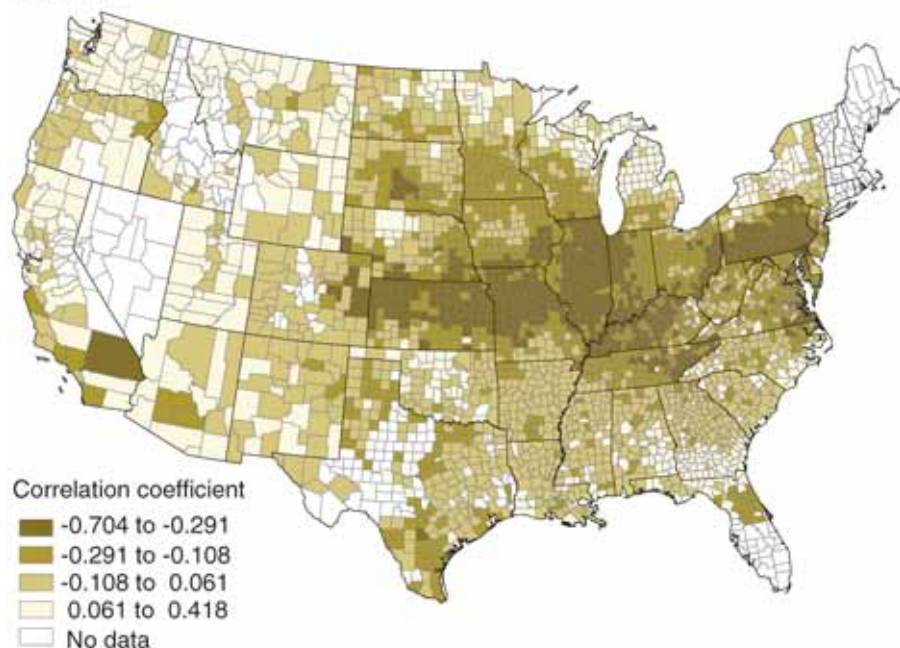 Correlation coefficient
-0.704 to -0.291
-0.291 to -0.108
-0.108 to 0.061
0.061 to 0.418
No data